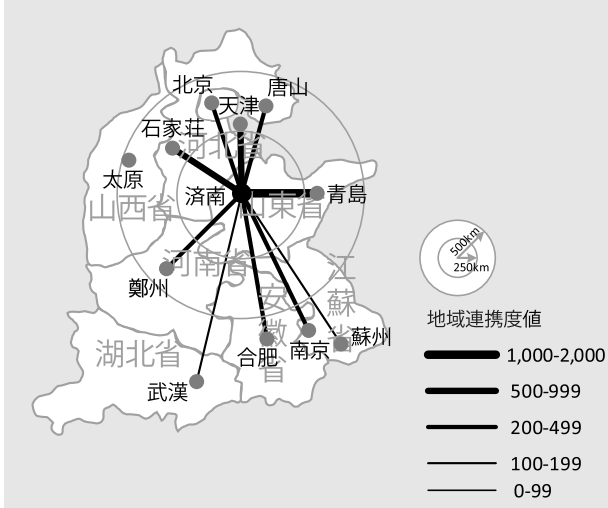 北京
唐山
天津
石家荘
河北省
太原
済南
青島
山東省
山西省
500km
250km
河南省
江蘇省
鄭州
安徽省
地域連携度値
湖北省
合肥
南京
蘇州
武漢
1,000-2,000
500-999
200-499
100-199
0-99